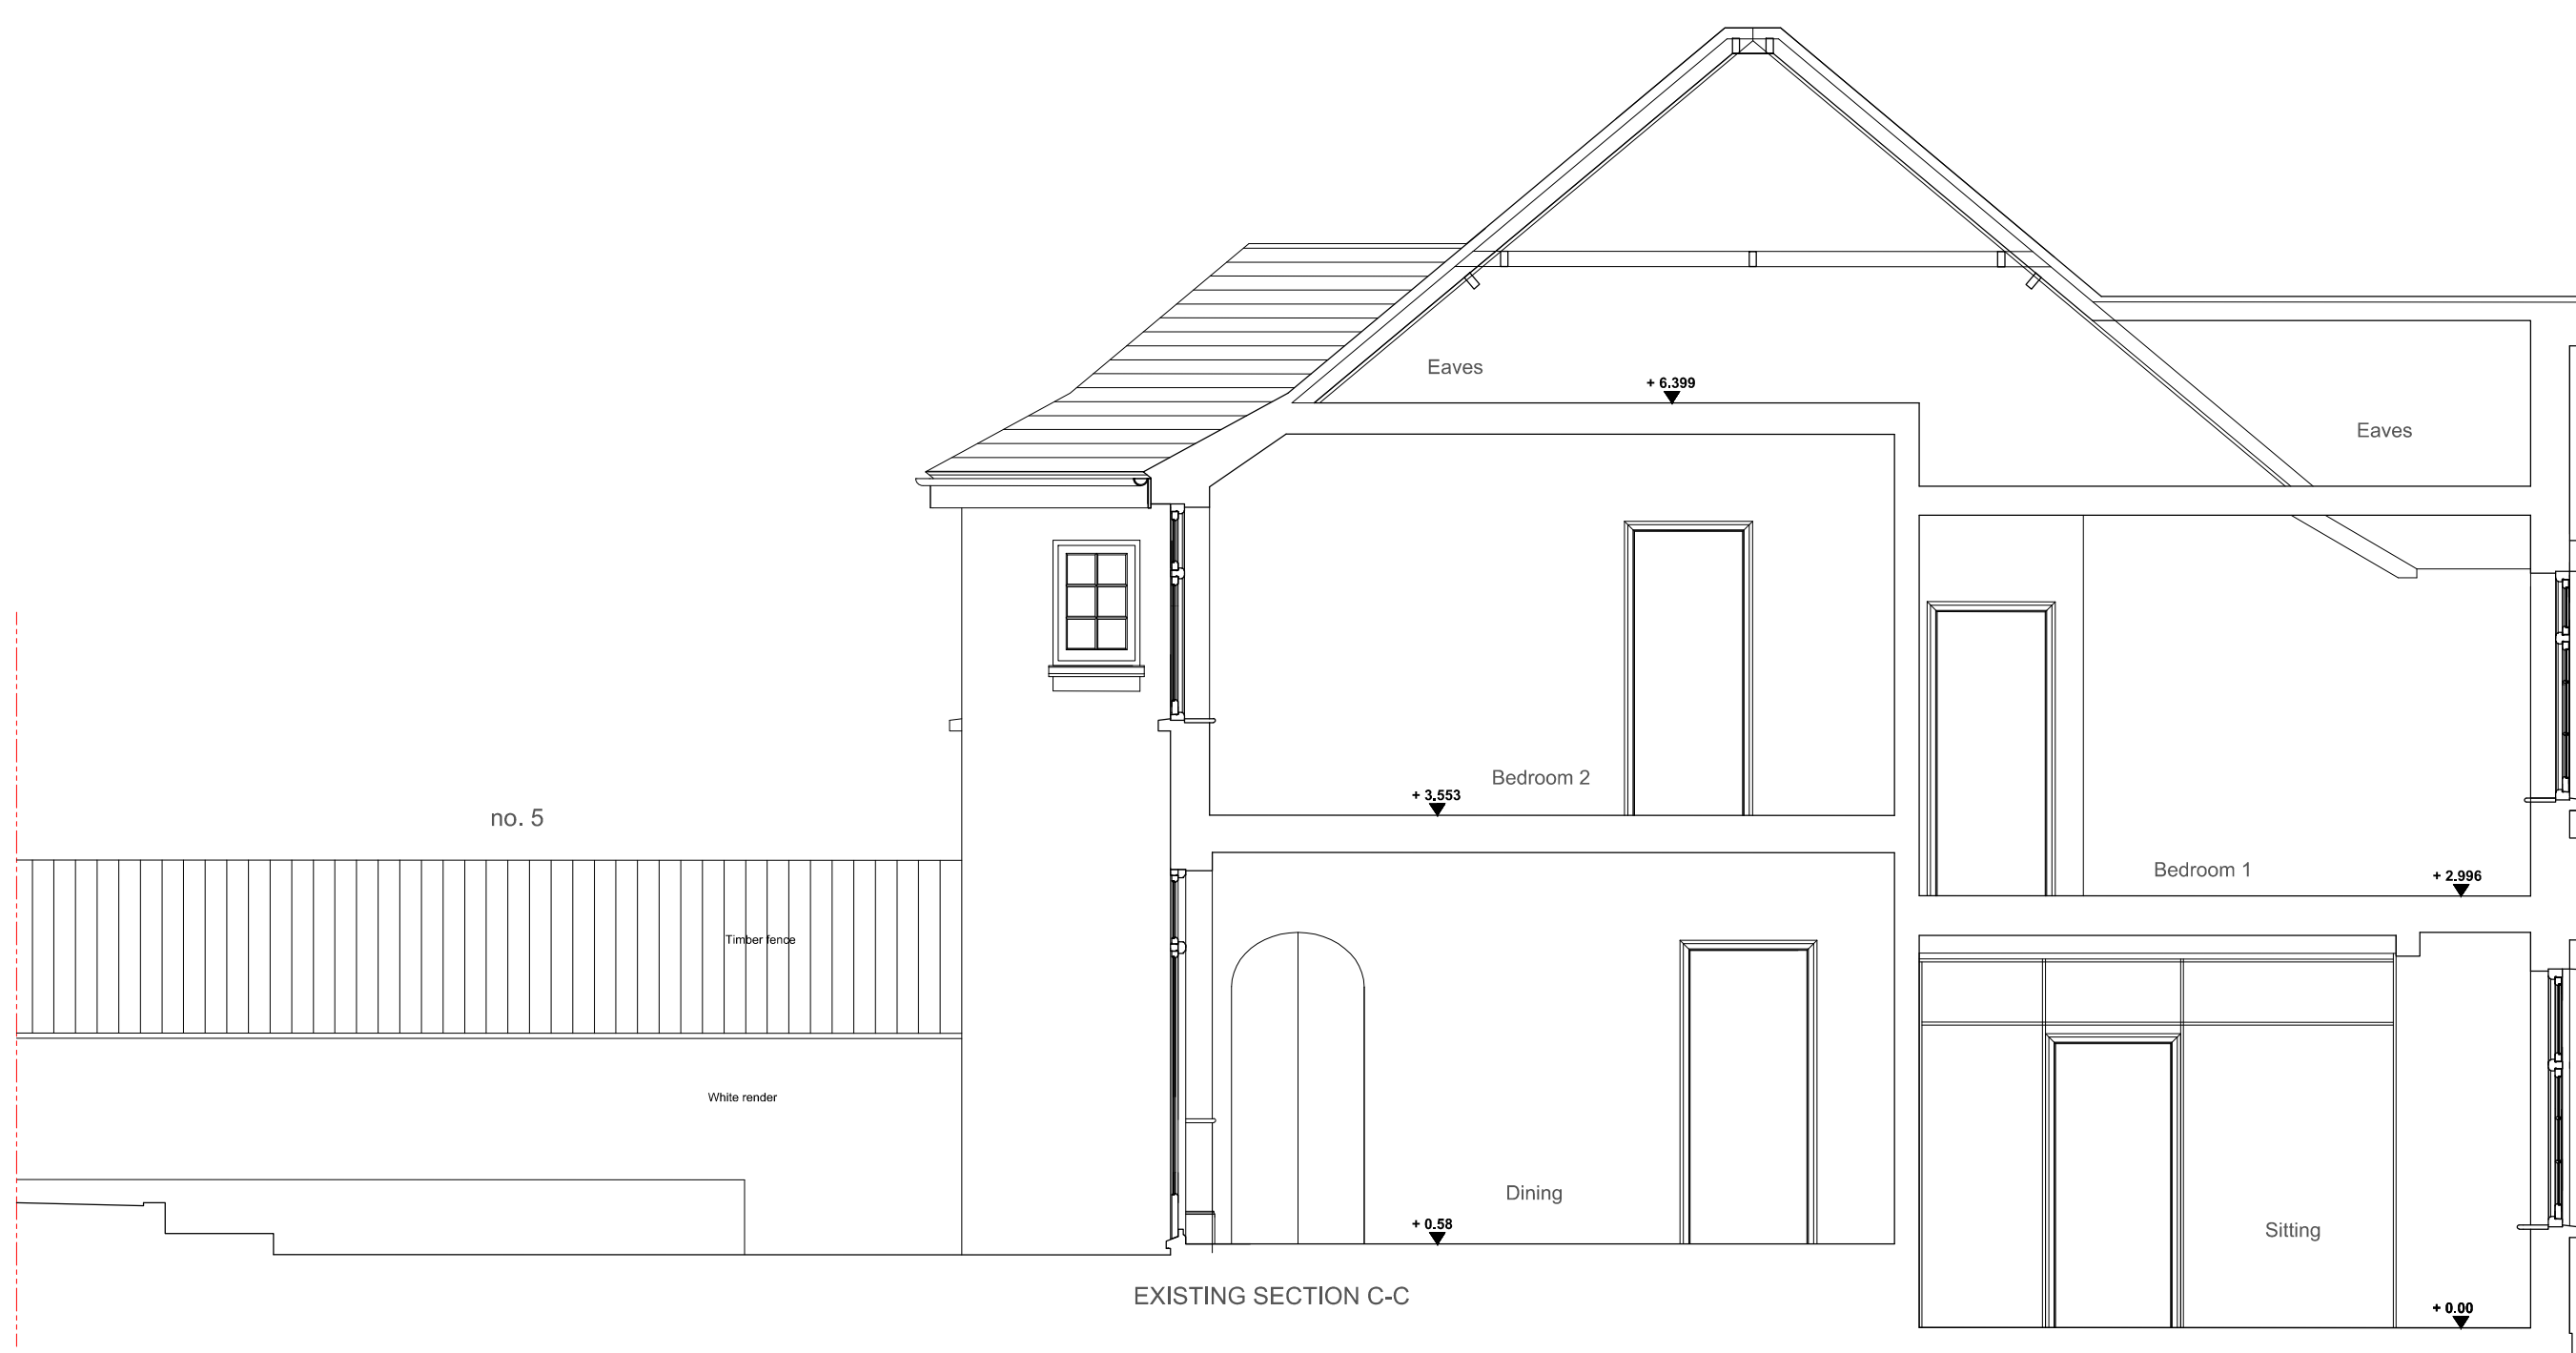 Eaves
+ 6.399
Eaves
no. 5
Bedroom 2
+ 3.553
Bedroom 1
+ 2.996
Timber fence
White render
Dining
+ 0.58
Sitting
+ 0.00
EXISTING SECTION C-C